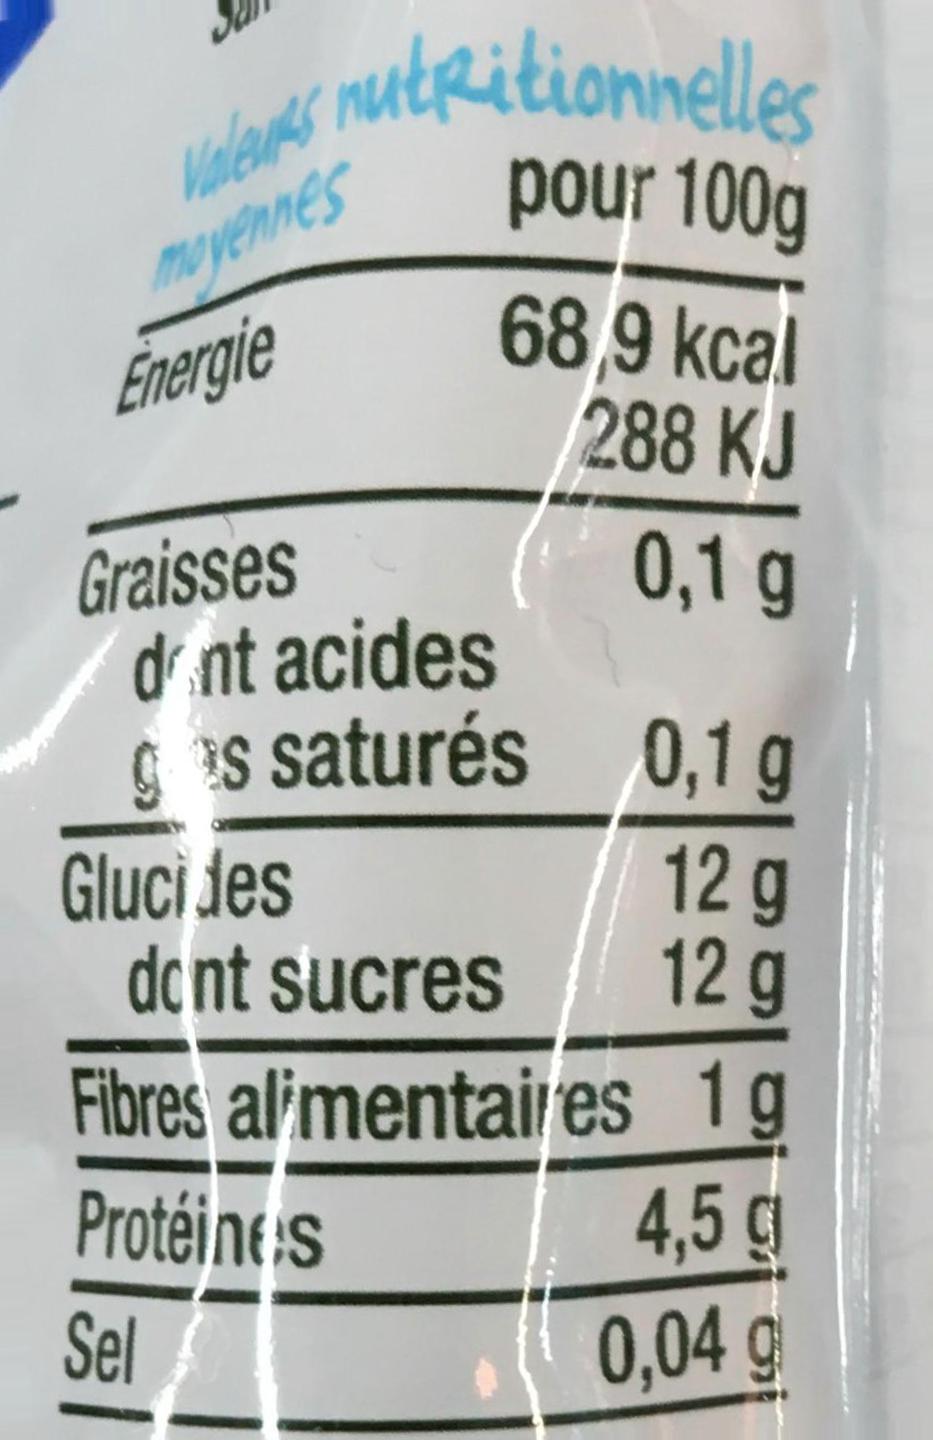 Valeurs nutritionnelles
moyennes pour 100g
Énergie 68,9 kcal
288 KJ
Graisses 0,1 g
dont acides
gras saturés 0,1 g
Glucides 12 g
dont sucres 12 g
Fibres alimentaires 1 g
Protéines 4,5 g
Sel 0,04 g